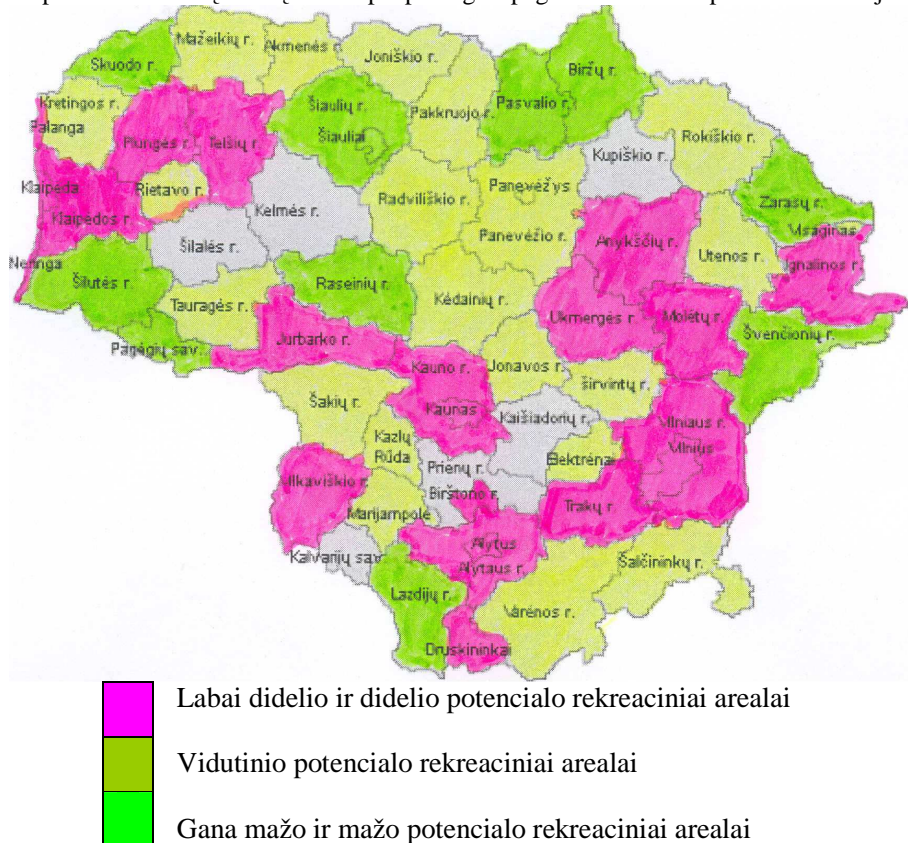 Mažeikių r.
Akmenės r.
Joniškio r.
Skuodo r.
Biržų r.
Kretingos r.
Šiaulių r.
Pasvalio r.
Pakkruojo r.
Palanga
Šiauliai
Rokiškio r.
Plungės r.
Telšių r.
Kupiškio r.
Klaipėda
Rietavo r.
Radviliškio r.
Panevėžys
Zarasų r.
Klaipėdos r.
Kelmės r.
Visaginas
Šilalės r.
Panevėžio r.
Anykščių r.
Utenos r.
Ignalinos r.
Neringa
Šilutės r.
Raseinių r.
Kėdainių r.
Tauragės r.
Ukmergės r.
Molėtų r.
Švenčionių r.
Pagėgių sav.
Jurbarko r.
Kauno r.
Jonavos r.
širvintų r.
Šakių r.
Kaunas
Kaišiadorių r.
Vilniaus r.
Kazlų
Rūda
Elektrėnai
Vilnius
Prienų r.
Vilkaviškio r.
Birštono r.
Trakų r.
Marijampolė
Alytus
Kalvarijų sav.
Alytaus r.
Šalčininkų r.
Lazdijų r.
Varėnos r.
Druskininkai
Labai didelio ir didelio potencialo rekreaciniai arealai
Vidutinio potencialo rekreaciniai arealai
Gana mažo ir mažo potencialo rekreaciniai arealai